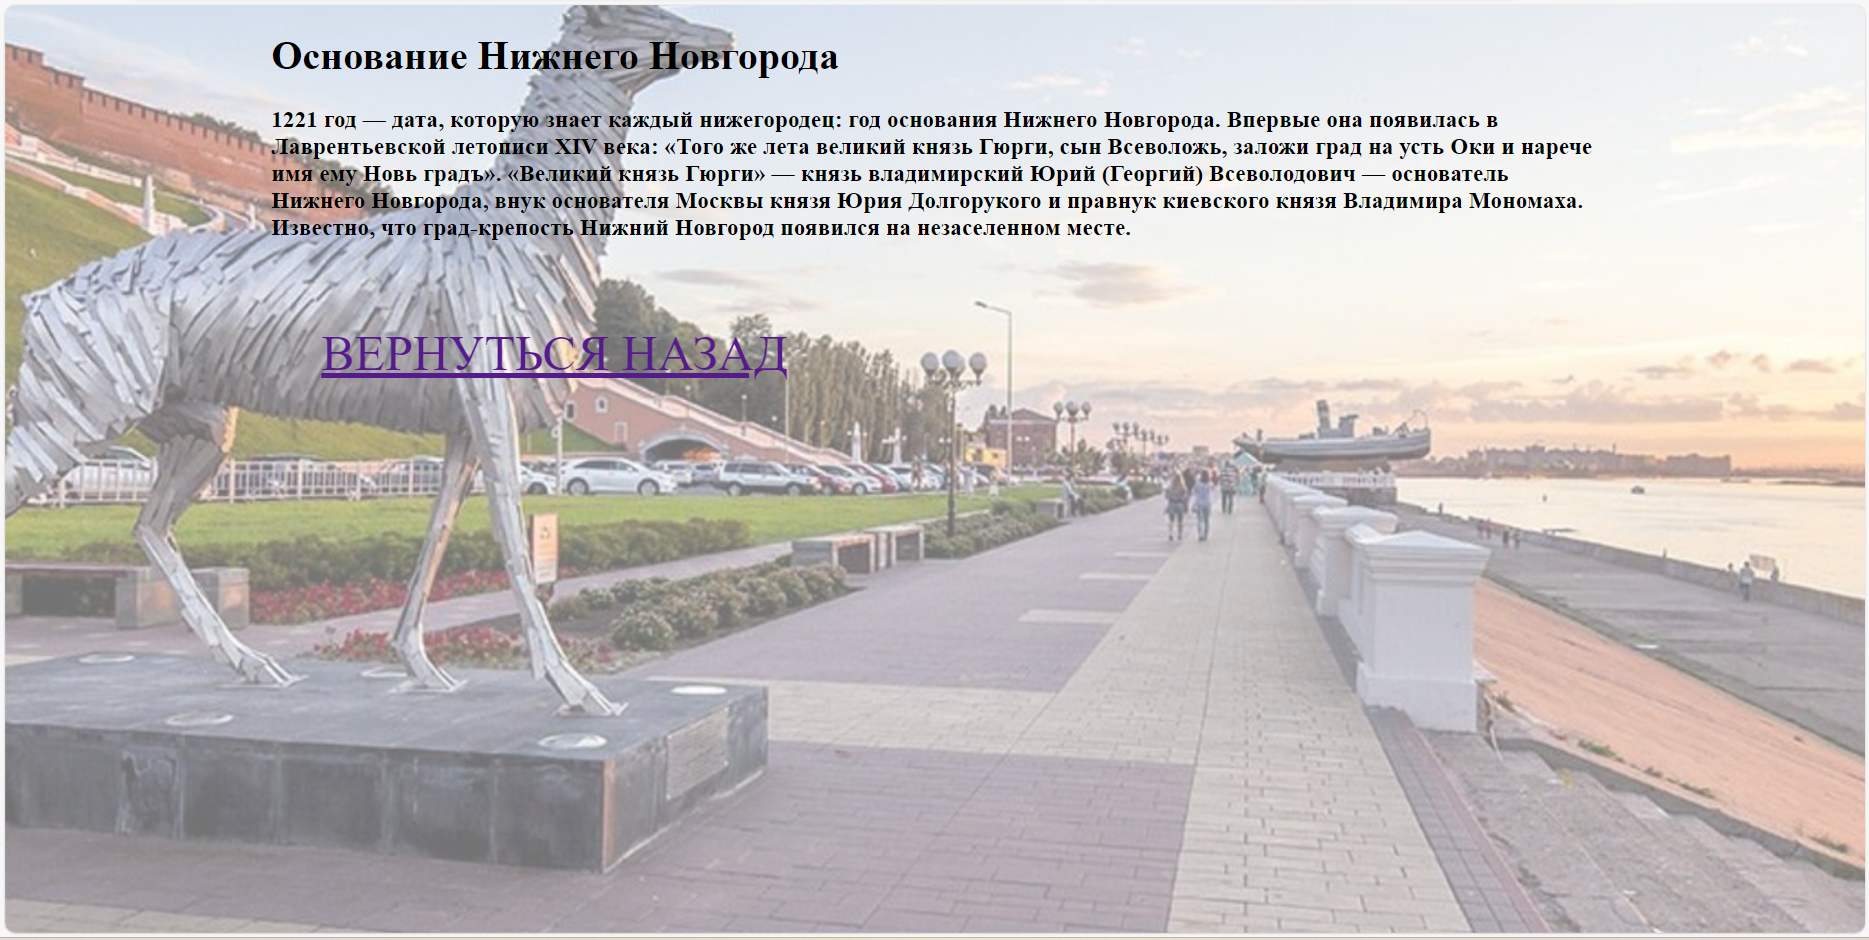 Основание Нижнего Новгорода
1221 год — дата, которую знает каждый нижегородец: год основания Нижнего Новгорода. Впервые она появилась в
Лаврентьевской летописи XIV века: «Того же лета великий князь Гюрги, сын Всеволожь, заложи град на усть Оки и нарече
имя ему Новь градъ». «Великий князь Гюрги» — князь владимирский Юрий (Георгий) Всеволодович — основатель
Нижнего Новгорода, внук основателя Москвы князя Юрия Долгорукого и правнук киевского князя Владимира Мономаха.
Известно, что град-крепость Нижний Новгород появился на незаселенном месте.
ВЕРНУТЬСЯ НАЗАД